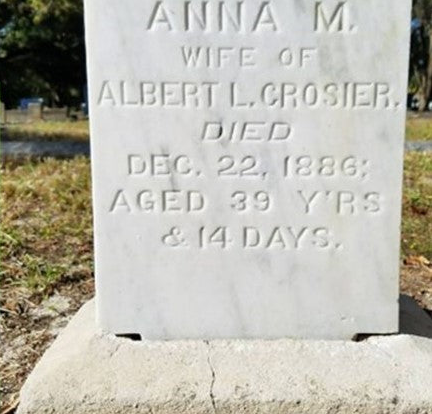 ANNA M.
WIFE OF
ALBERT L. CROSIER.
DIED
DEC. 22, 1886;
AGED 39 Y'RS
& 14 DAYS.